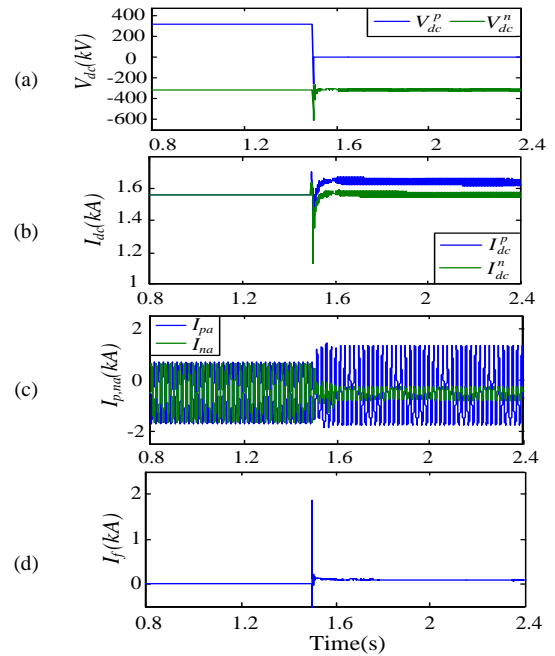 400
200
0
-200
-400
-600
V_dc(kV)
V_dc^p V_dc^n
0.8 1.2 1.6 2 2.4
(a)
1.6
1.4
1.2
1
I_dc(kA)
I_dc^p
I_dc^n
0.8 1.2 1.6 2 2.4
(b)
2
0
-2
I_p,na(kA)
I_pa
I_na
0.8 1.2 1.6 2 2.4
(c)
2
1
0
I_f(kA)
0.8 1.2 1.6 2 2.4
(d)
Time(s)